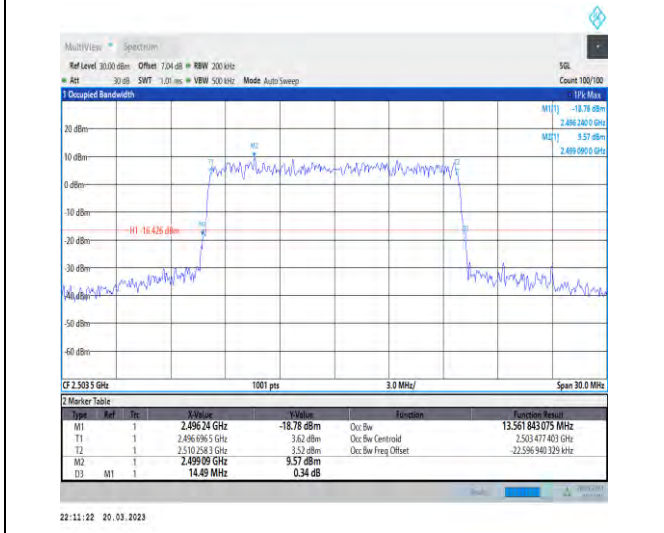 MultiView Spectrum
Ref Level 30.00 dBm Offset 7.04 dB RBW 200 kHz SGL
Att 30 dB SWT 1.01 ms VBW 500 kHz Mode Auto Sweep Count 100/100
1 Occupied Bandwidth 1Pk Max
M1[1] -18.78 dBm
2.496 240 0 GHz
M2[1] 9.57 dBm
2.499 090 0 GHz
20 dBm
M2
10 dBm
T1 T2
0 dBm
-10 dBm
M1
H1 -16.426 dBm
-20 dBm
-30 dBm
-40 dBm
-50 dBm
-60 dBm
CF 2.503 5 GHz 1001 pts 3.0 MHz/ Span 30.0 MHz
2 Marker Table
Type Ref Trc X-Value Y-Value Function Function Result
M1 1 2.496 24 GHz -18.78 dBm Occ Bw 13.561 843 075 MHz
T1 1 2.496 696 5 GHz 3.62 dBm Occ Bw Centroid 2.503 477 403 GHz
T2 1 2.510 258 3 GHz 3.52 dBm Occ Bw Freq Offset -22.596 940 329 kHz
M2 1 2.499 09 GHz 9.57 dBm
D3 M1 1 14.49 MHz 0.34 dB
22:11:22 20.03.2023